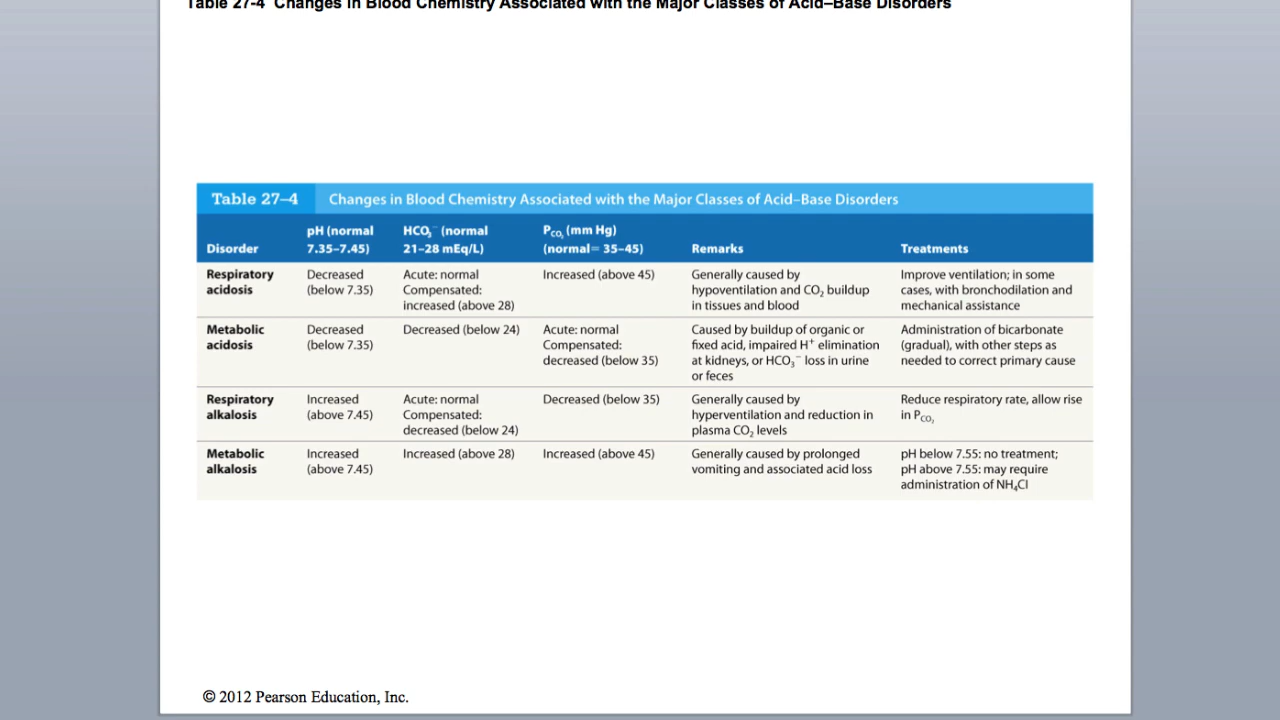 Table 27-4 Changes in Blood Chemistry Associated with the Major Classes of Acid–Base Disorders
Table 27–4 Changes in Blood Chemistry Associated with the Major Classes of Acid–Base Disorders
Disorder pH (normal 7.35–7.45) HCO₃⁻ (normal 21–28 mEq/L) PCO₂ (mm Hg) (normal= 35–45) Remarks Treatments
Respiratory acidosis
Decreased (below 7.35)
Acute: normal
Compensated:
increased (above 28)
Increased (above 45)
Generally caused by
hypoventilation and CO₂ buildup
in tissues and blood
Improve ventilation; in some
cases, with bronchodilation and
mechanical assistance
Metabolic acidosis
Decreased (below 7.35)
Decreased (below 24)
Acute: normal
Compensated:
decreased (below 35)
Caused by buildup of organic or
fixed acid, impaired H⁺ elimination
at kidneys, or HCO₃⁻ loss in urine
or feces
Administration of bicarbonate
(gradual), with other steps as
needed to correct primary cause
Respiratory alkalosis
Increased (above 7.45)
Acute: normal
Compensated:
decreased (below 24)
Decreased (below 35)
Generally caused by
hyperventilation and reduction in
plasma CO₂ levels
Reduce respiratory rate, allow rise
in PCO₂
Metabolic alkalosis
Increased (above 7.45)
Increased (above 28)
Increased (above 45)
Generally caused by prolonged
vomiting and associated acid loss
pH below 7.55: no treatment;
pH above 7.55: may require
administration of NH₄Cl
© 2012 Pearson Education, Inc.